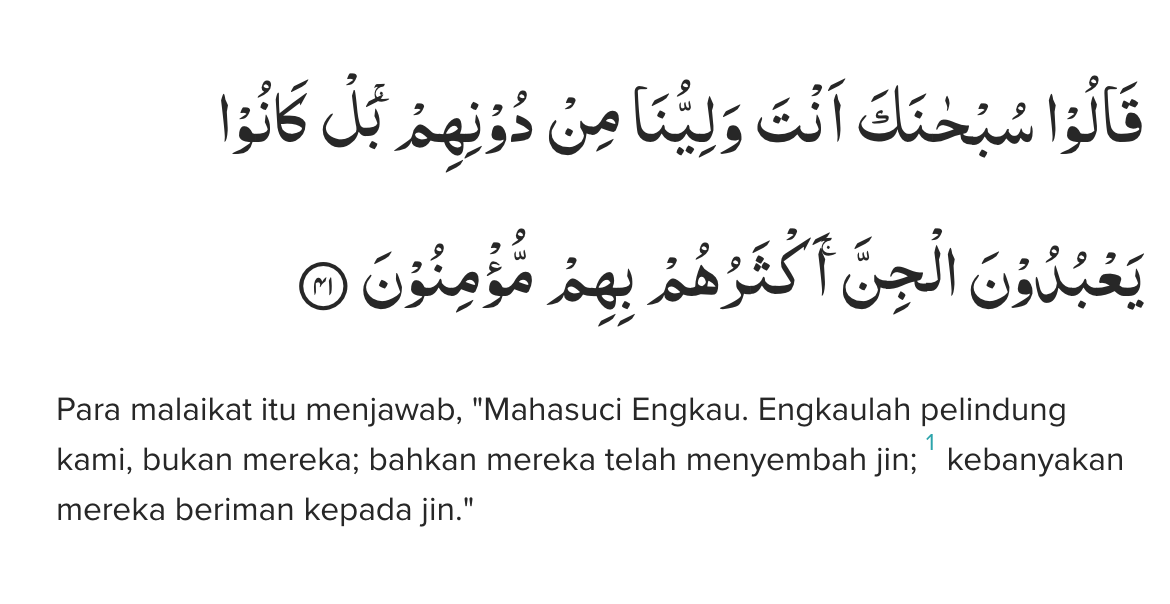 قَالُوْا سُبْحٰنَكَ اَنْتَ وَلِيُّنَا مِنْ دُوْنِهِمْ ۚبَلْ كَانُوْا
يَعْبُدُوْنَ الْجِنَّ ۚاَكْثَرُهُمْ بِهِمْ مُّؤْمِنُوْنَ ٤١
Para malaikat itu menjawab, "Mahasuci Engkau. Engkaulah pelindung
kami, bukan mereka; bahkan mereka telah menyembah jin; 1 kebanyakan
mereka beriman kepada jin."